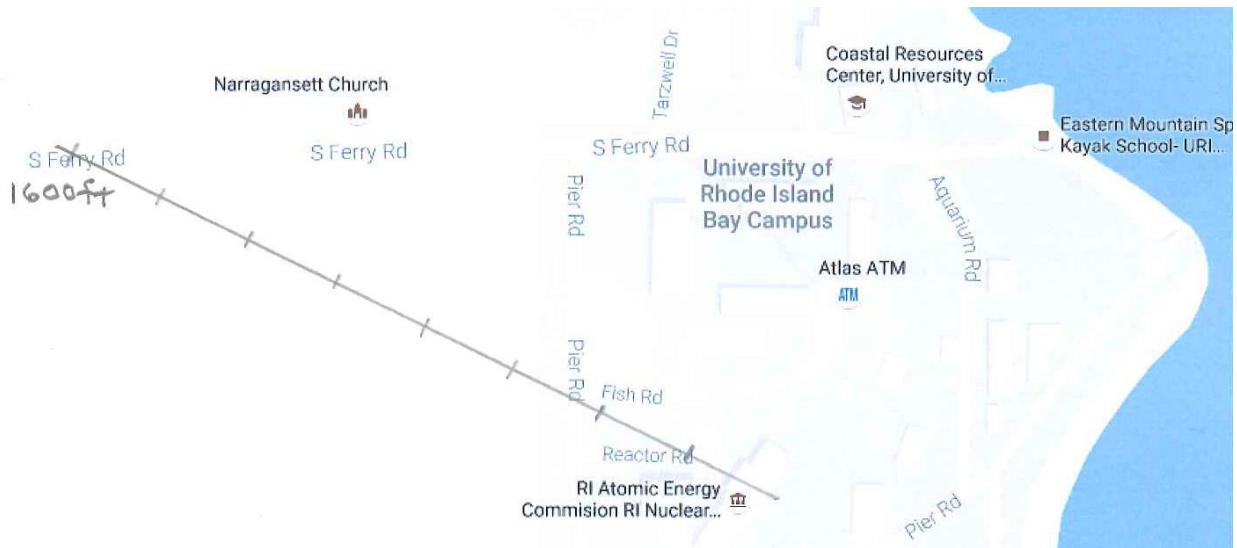 Tarzwell Dr
Coastal Resources
Center, University of...
Narragansett Church
Eastern Mountain Sp
Kayak School- URI...
S Ferry Rd
S Ferry Rd
S Ferry Rd
1600ft
University of
Rhode Island
Bay Campus
Pier Rd
Aquarium Rd
Atlas ATM
ATM
Pier Rd
Fish Rd
Reactor Rd
RI Atomic Energy
Commision RI Nuclear...
Pier Rd